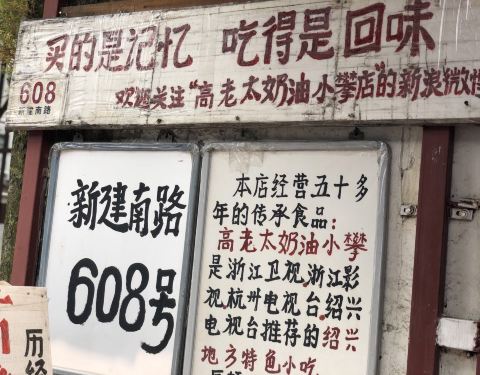 买的是记忆 吃得是回味
608
新建南路
欢迎关注“高老太奶油小攀店”的新浪微
新建南路
608号
本店经营五十多
年的传承食品：
高老太奶油小攀
是浙江卫视.浙江影
视.杭州电视台.绍兴
电视台推荐的绍兴
地方特色小吃
历经